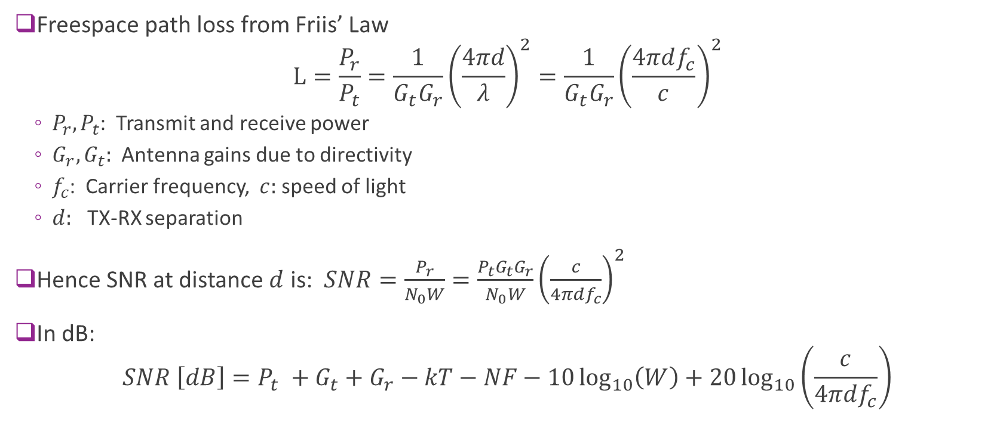 ❑Freespace path loss from Friis’ Law
L = \frac{P_r}{P_t} = \frac{1}{G_t G_r} \left( \frac{4\pi d}{\lambda} \right)^2 = \frac{1}{G_t G_r} \left( \frac{4\pi d f_c}{c} \right)^2
◦ P_r, P_t: Transmit and receive power
◦ G_r, G_t: Antenna gains due to directivity
◦ f_c: Carrier frequency, c: speed of light
◦ d: TX-RX separation
❑Hence SNR at distance d is: SNR = \frac{P_r}{N_0 W} = \frac{P_t G_t G_r}{N_0 W} \left( \frac{c}{4\pi d f_c} \right)^2
❑In dB:
SNR [dB] = P_t + G_t + G_r − kT − NF − 10 \log_{10}(W) + 20 \log_{10} \left( \frac{c}{4\pi d f_c} \right)